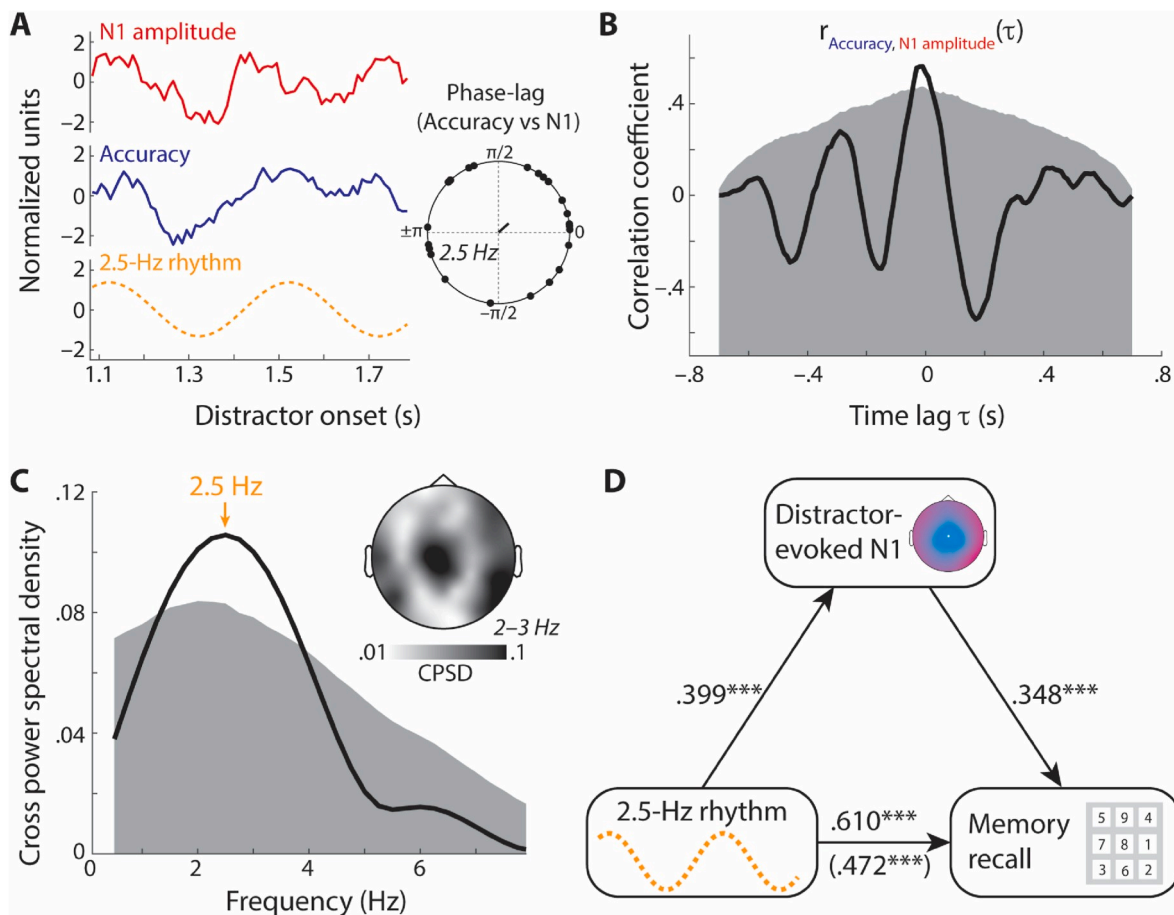 A
N1 amplitude
2
0
−2
Accuracy
2
0
−2
2.5-Hz rhythm
2
0
−2
Normalized units
1.1 1.3 1.5 1.7
Distractor onset (s)
Phase-lag
(Accuracy vs N1)
π/2
±π
0
2.5 Hz
−π/2
B
rAccuracy, N1 amplitude(τ)
Correlation coefficient
.4
0
−.4
−.8 −.4 0 .4 .8
Time lag τ (s)
C
2.5 Hz
Cross power spectral density
.12
.08
.04
0
0 2 4 6
Frequency (Hz)
2–3 Hz
.01 .1
CPSD
D
Distractor-
evoked N1
.399***
.348***
2.5-Hz rhythm
.610***
(.472***)
Memory
recall
5 9 4
7 8 1
3 6 2